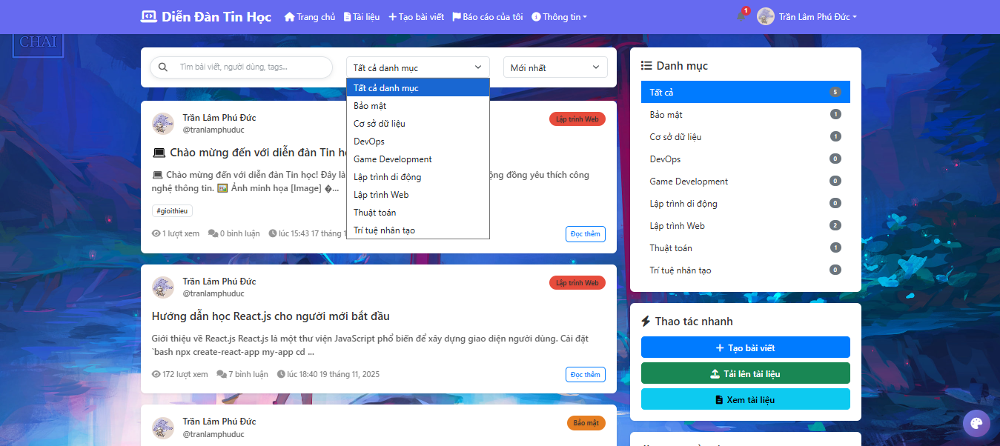 Diễn Đàn Tin Học
Trang chủ
Tài liệu
Tạo bài viết
Báo cáo của tôi
Thông tin
1
Trần Lâm Phú Đức
CHAI
Tìm bài viết, người dùng, tags...
Tất cả danh mục
Mới nhất
Tất cả danh mục
Bảo mật
Cơ sở dữ liệu
DevOps
Game Development
Lập trình di động
Lập trình Web
Thuật toán
Trí tuệ nhân tạo
Trần Lâm Phú Đức
@tranlamphuduc
Lập trình Web
💻 Chào mừng đến với diễn đàn Tin h
💻 Chào mừng đến với diễn đàn Tin học! Đây là ộng đồng yêu thích công
nghệ thông tin. 🖼️ Ảnh minh họa [Image] �...
#gioithieu
1 lượt xem 0 bình luận lúc 15:43 17 tháng 1
Đọc thêm
Trần Lâm Phú Đức
@tranlamphuduc
Lập trình Web
Hướng dẫn học React.js cho người mới bắt đầu
Giới thiệu về React.js React.js là một thư viện JavaScript phổ biến để xây dựng giao diện người dùng. Cài đặt
`bash npx create-react-app my-app cd ...
172 lượt xem 7 bình luận lúc 18:40 19 tháng 11, 2025
Đọc thêm
Trần Lâm Phú Đức
@tranlamphuduc
Bảo mật
Danh mục
Tất cả 5
Bảo mật 1
Cơ sở dữ liệu 1
DevOps 0
Game Development 0
Lập trình di động 0
Lập trình Web 2
Thuật toán 1
Trí tuệ nhân tạo 0
Thao tác nhanh
Tạo bài viết
Tải lên tài liệu
Xem tài liệu